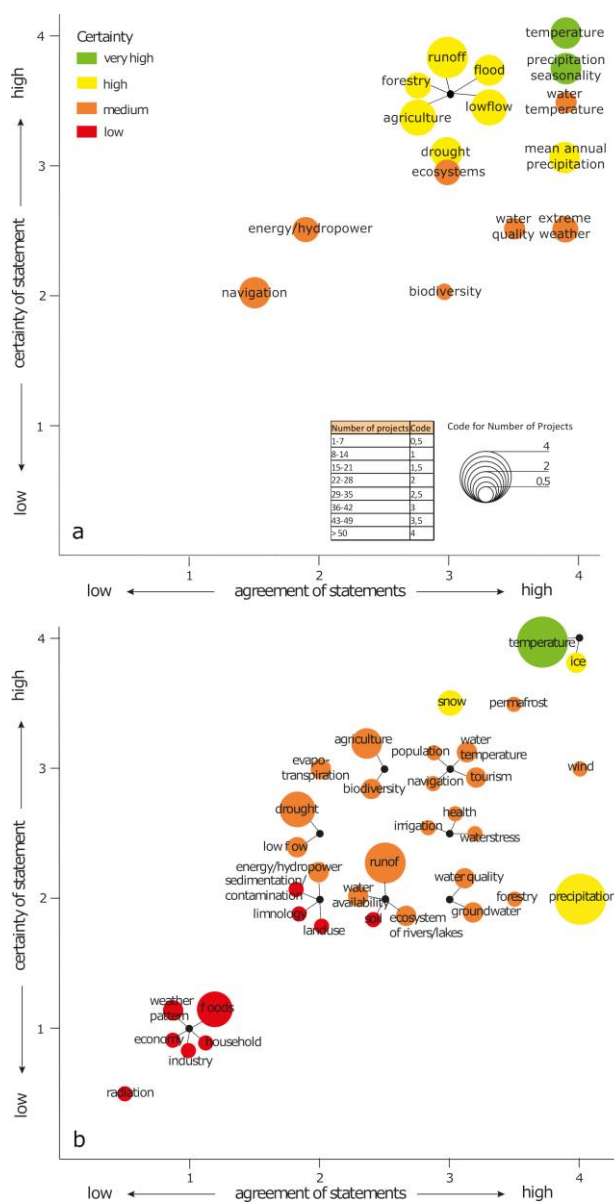 4
Certainty
very high
high
medium
low
temperature
runoff
flood
forestry
precipitation
seasonality
water
temperature
lowflow
agriculture
drought
mean annual
precipitation
3
ecosystems
energy/hydropower
water
quality
extreme
weather
navigation
biodiversity
2
high
certainty of statement
low
1
Number of projects Code
1-7 0,5
8-14 1
15-21 1,5
22-28 2
29-35 2,5
36-42 3
43-49 3,5
> 50 4
Code for Number of Projects
4
2
0.5
a
1 2 3 4
low agreement of statements high
4
temperature
ice
snow
permafrost
agriculture
population
water
temperature
evapo-
transpiration
3
wind
biodiversity
navigation
tourism
drought
health
irrigation
waterstress
low f ow
energy/hydropower
runof
sedimentation/
contamination
water quality
2
water
availability
forestry
precipitation
limnology
soil
ecosystem
of rivers/lakes
groundwater
landuse
high
certainty of statement
low
weather
pattern
f oods
1
economy
household
industry
radiation
b
1 2 3 4
low agreement of statements high